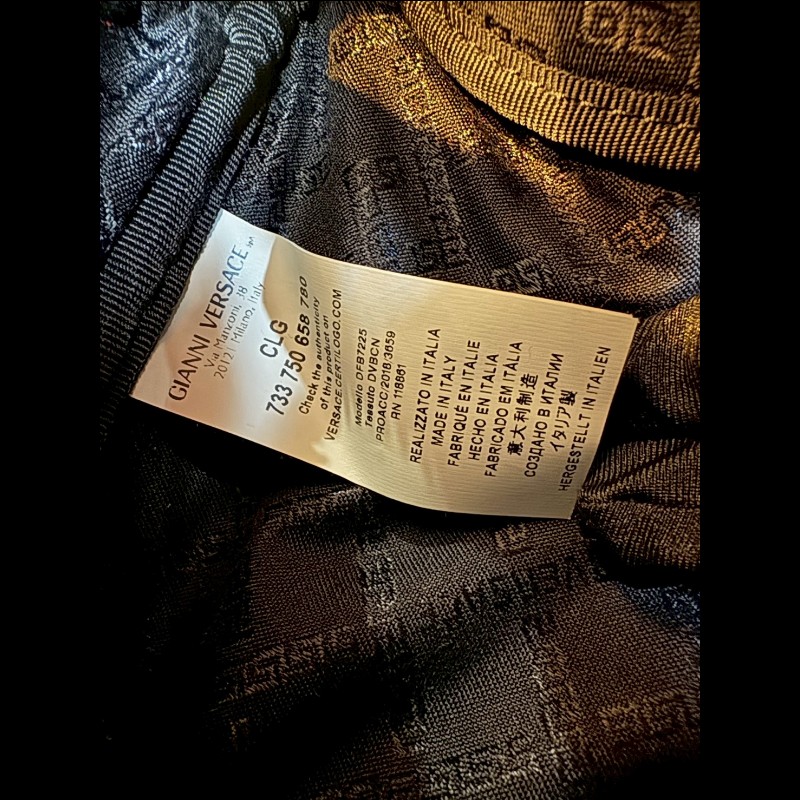 GIANNI VERSACE
Via Manzoni, 38
20121 Milano, Italy
CLG
733 750 658 780
Check the authenticity
of this product on
VERSACE.CERTILOGO.COM
Modello DFB7225
Tessuto DVBCN
PROACC/2018/3659
RN 118661
REALIZZATO IN ITALIA
MADE IN ITALY
FABRIQUÉ EN ITALIE
HECHO EN ITALIA
FABRICADO EM ITÁLIA
意大利制造
СОЗДАНО В ИТАЛИИ
イタリア製
HERGESTELLT IN ITALIEN